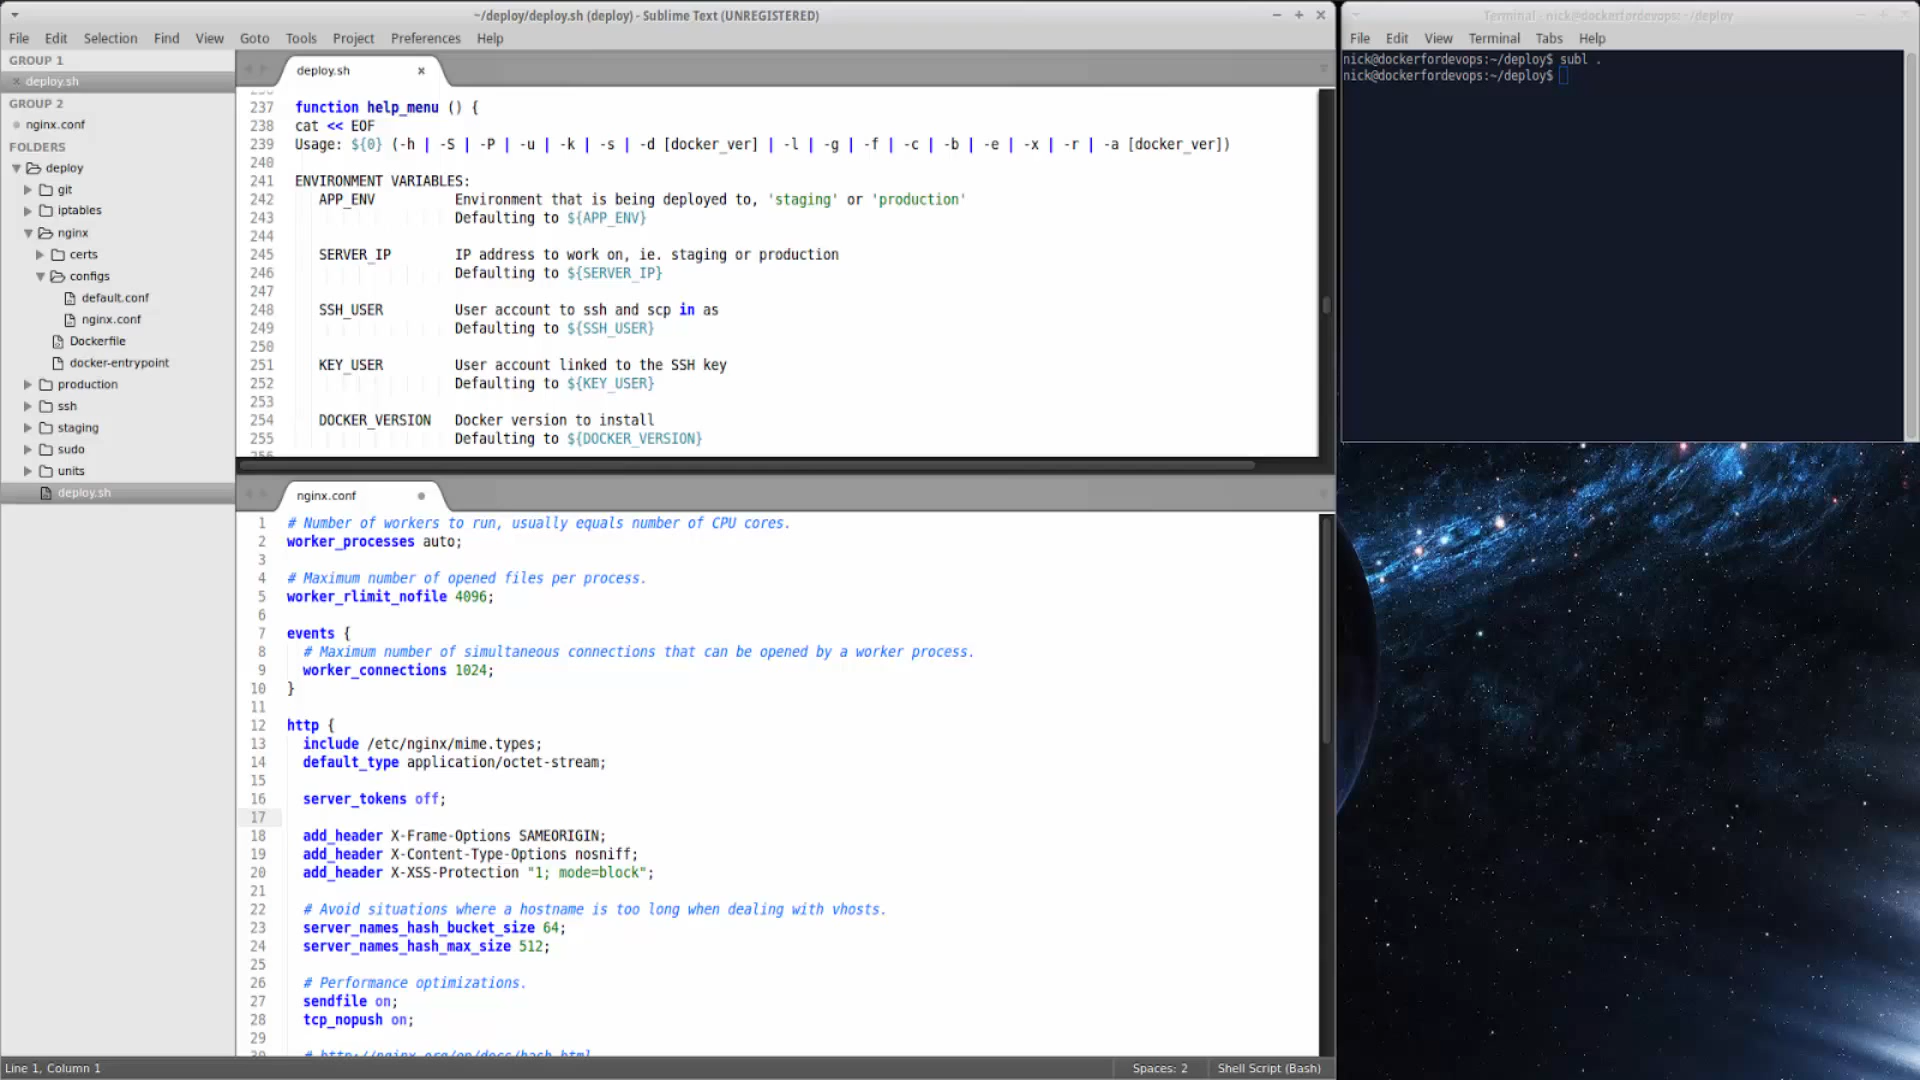 ~/deploy/deploy.sh (deploy) - Sublime Text (UNREGISTERED)
File Edit Selection Find View Goto Tools Project Preferences Help
GROUP 1
deploy.sh
GROUP 2
nginx.conf
FOLDERS
deploy
git
iptables
nginx
certs
configs
default.conf
nginx.conf
Dockerfile
docker-entrypoint
production
ssh
staging
sudo
units
deploy.sh
deploy.sh
237 function help_menu () {
238 cat << EOF
239 Usage: ${0} (-h | -S | -P | -u | -k | -s | -d [docker_ver] | -l | -g | -f | -c | -b | -e | -x | -r | -a [docker_ver])
240
241 ENVIRONMENT VARIABLES:
242 APP_ENV Environment that is being deployed to, 'staging' or 'production'
243 Defaulting to ${APP_ENV}
244
245 SERVER_IP IP address to work on, ie. staging or production
246 Defaulting to ${SERVER_IP}
247
248 SSH_USER User account to ssh and scp in as
249 Defaulting to ${SSH_USER}
250
251 KEY_USER User account linked to the SSH key
252 Defaulting to ${KEY_USER}
253
254 DOCKER_VERSION Docker version to install
255 Defaulting to ${DOCKER_VERSION}
nginx.conf
1 # Number of workers to run, usually equals number of CPU cores.
2 worker_processes auto;
3
4 # Maximum number of opened files per process.
5 worker_rlimit_nofile 4096;
6
7 events {
8 # Maximum number of simultaneous connections that can be opened by a worker process.
9 worker_connections 1024;
10 }
11
12 http {
13 include /etc/nginx/mime.types;
14 default_type application/octet-stream;
15
16 server_tokens off;
17
18 add_header X-Frame-Options SAMEORIGIN;
19 add_header X-Content-Type-Options nosniff;
20 add_header X-XSS-Protection "1; mode=block";
21
22 # Avoid situations where a hostname is too long when dealing with vhosts.
23 server_names_hash_bucket_size 64;
24 server_names_hash_max_size 512;
25
26 # Performance optimizations.
27 sendfile on;
28 tcp_nopush on;
29
30 # http://nginx.org/en/docs/hash.html
Line 1, Column 1
Spaces: 2 Shell Script (Bash)
Terminal - nick@dockerfordevops: ~/deploy
File Edit View Terminal Tabs Help
nick@dockerfordevops:~/deploy$ subl .
nick@dockerfordevops:~/deploy$